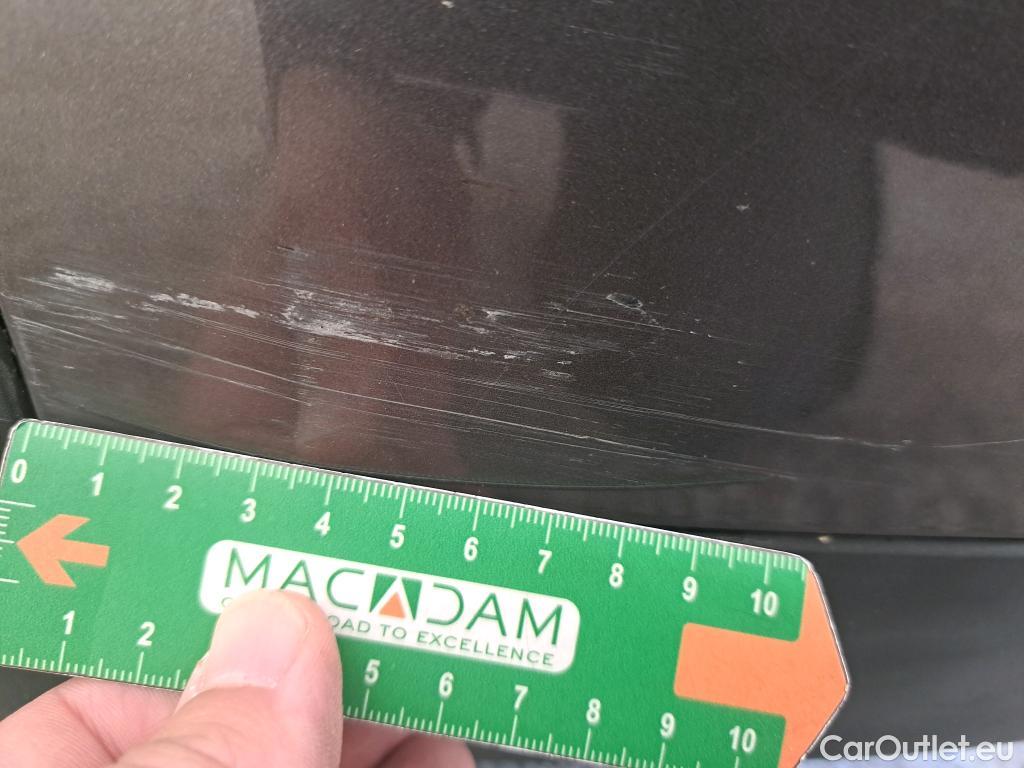 0 1 2 3 4 5 6 7 8 9 10
MACADAM
ROAD TO EXCELLENCE
1 2 5 6 7 8 9 10
CarOutlet.eu